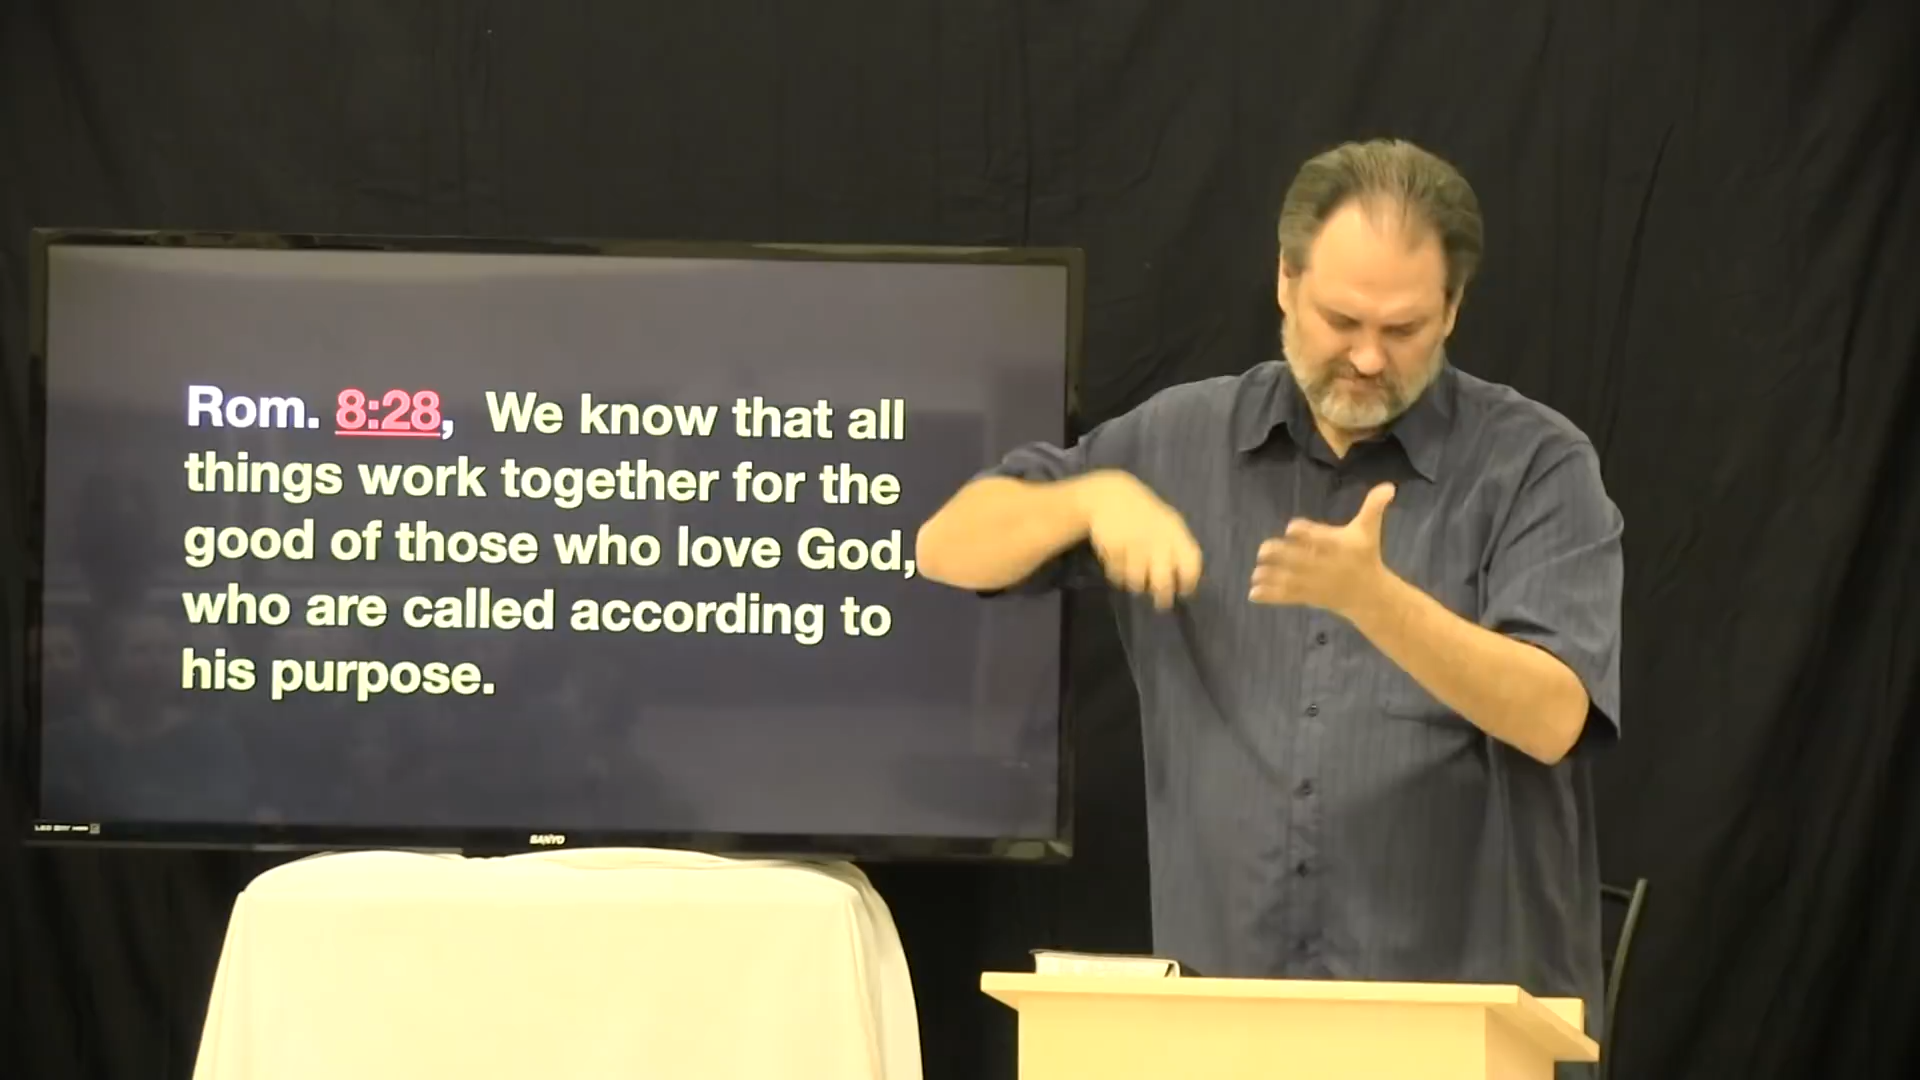 Rom. 8:28, We know that all
things work together for the
good of those who love God,
who are called according to
his purpose.
SANYO